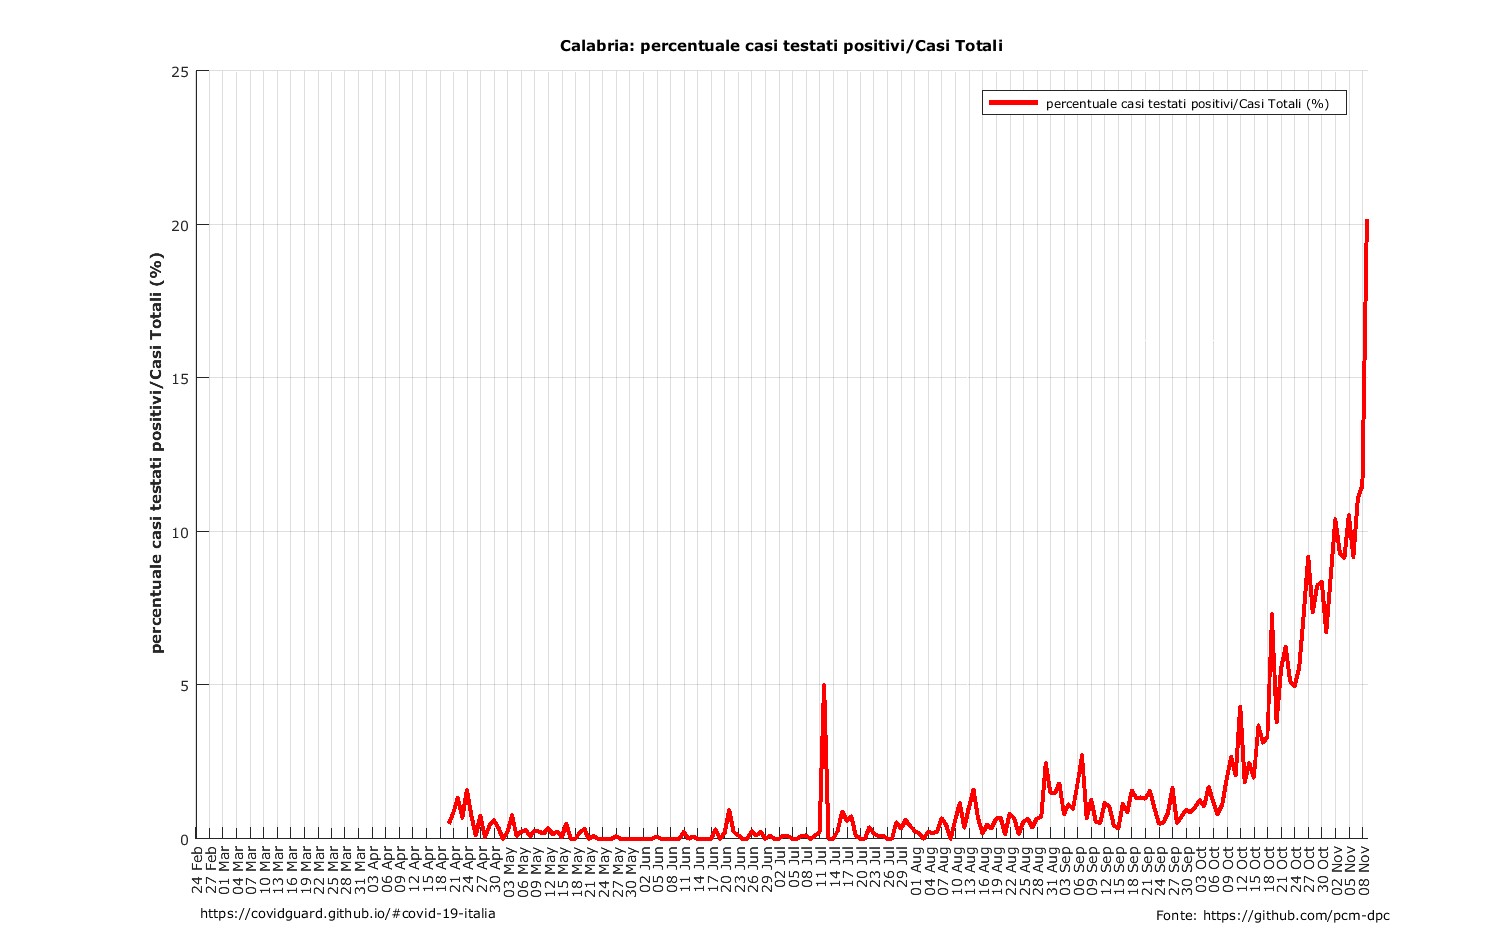 Calabria: percentuale casi testati positivi/Casi Totali
percentuale casi testati positivi/Casi Totali (%)
percentuale casi testati positivi/Casi Totali (%)
25
20
15
10
5
0
24 Feb
27 Feb
01 Mar
04 Mar
07 Mar
10 Mar
13 Mar
16 Mar
19 Mar
22 Mar
25 Mar
28 Mar
31 Mar
03 Apr
06 Apr
09 Apr
12 Apr
15 Apr
18 Apr
21 Apr
24 Apr
27 Apr
30 Apr
03 May
06 May
09 May
12 May
15 May
18 May
21 May
24 May
27 May
30 May
02 Jun
05 Jun
08 Jun
11 Jun
14 Jun
17 Jun
20 Jun
23 Jun
26 Jun
29 Jun
02 Jul
05 Jul
08 Jul
11 Jul
14 Jul
17 Jul
20 Jul
23 Jul
26 Jul
29 Jul
01 Aug
04 Aug
07 Aug
10 Aug
13 Aug
16 Aug
19 Aug
22 Aug
25 Aug
28 Aug
31 Aug
03 Sep
06 Sep
09 Sep
12 Sep
15 Sep
18 Sep
21 Sep
24 Sep
27 Sep
30 Sep
03 Oct
06 Oct
09 Oct
12 Oct
15 Oct
18 Oct
21 Oct
24 Oct
27 Oct
30 Oct
02 Nov
05 Nov
08 Nov
https://covidguard.github.io/#covid-19-italia
Fonte: https://github.com/pcm-dpc